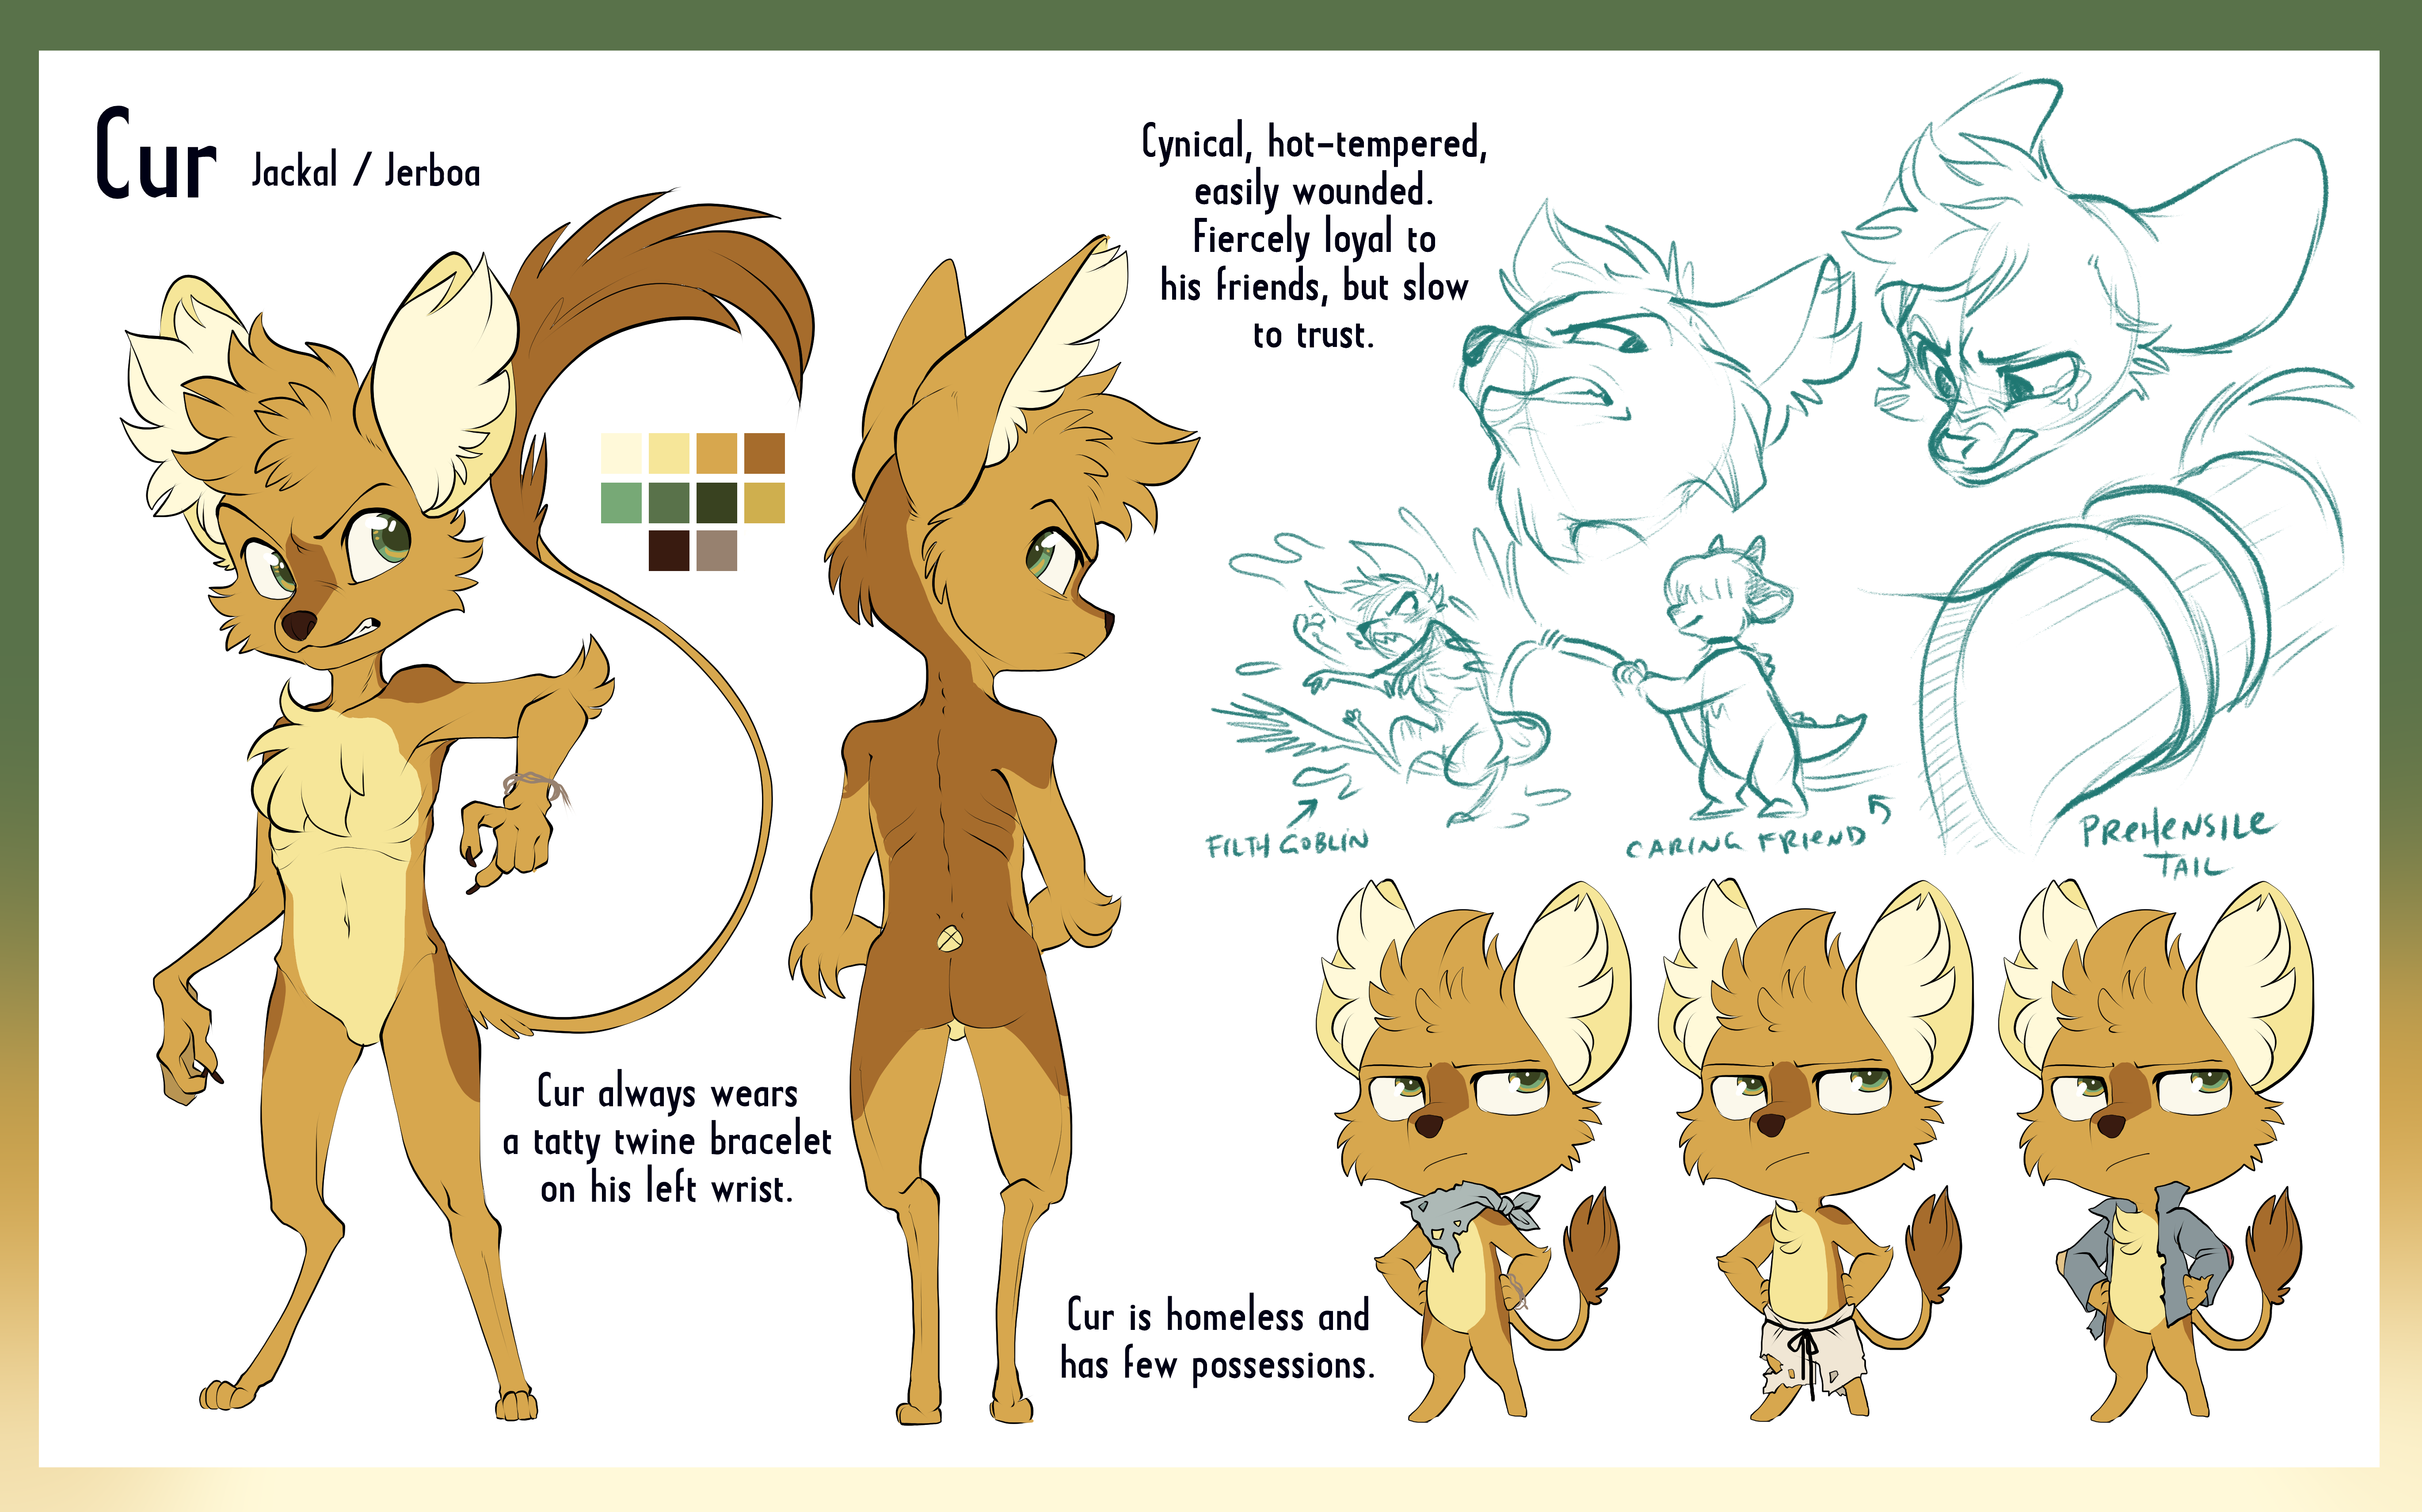 Cur
Jackal / Jerboa
Cynical, hot-tempered,
easily wounded.
Fiercely loyal to
his friends, but slow
to trust.
FILTH GOBLIN
CARING FRIEND
PREHENSILE
TAIL
Cur always wears
a tatty twine bracelet
on his left wrist.
Cur is homeless and
has few possessions.